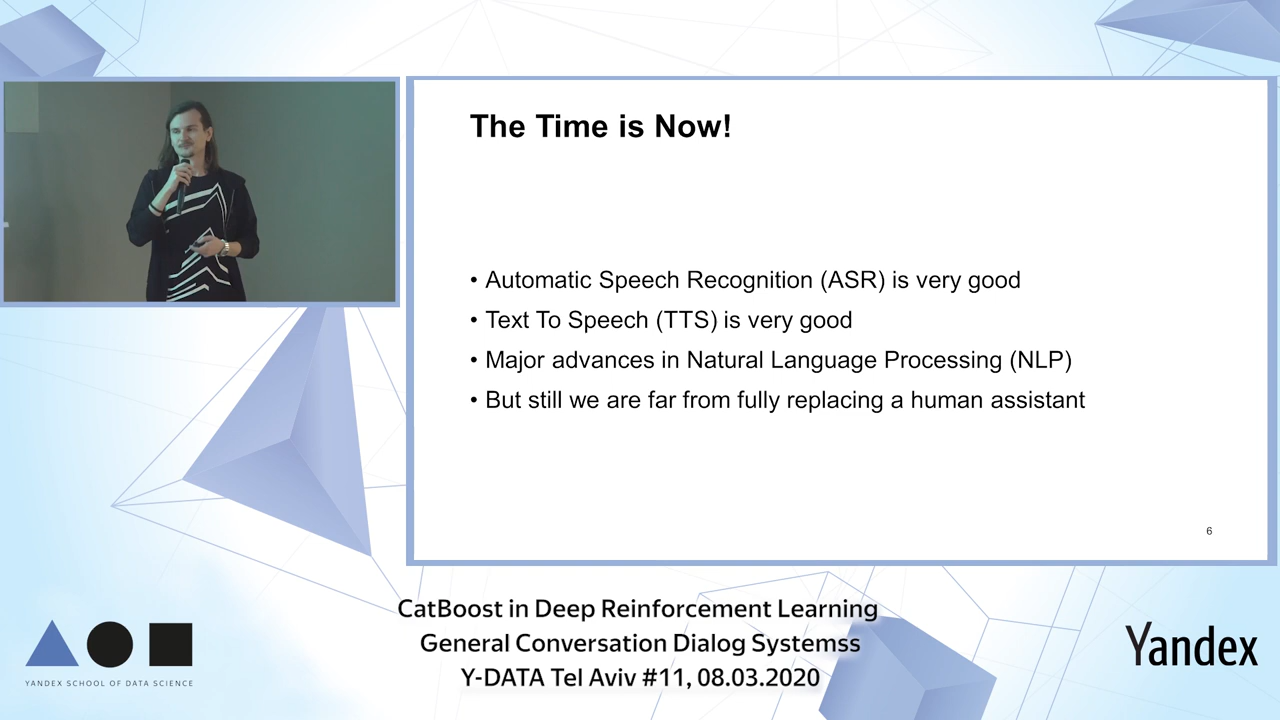 The Time is Now!
• Automatic Speech Recognition (ASR) is very good
• Text To Speech (TTS) is very good
• Major advances in Natural Language Processing (NLP)
• But still we are far from fully replacing a human assistant
6
CatBoost in Deep Reinforcement Learning
General Conversation Dialog Systemss
Y-DATA Tel Aviv #11, 08.03.2020
YANDEX SCHOOL OF DATA SCIENCE
Yandex